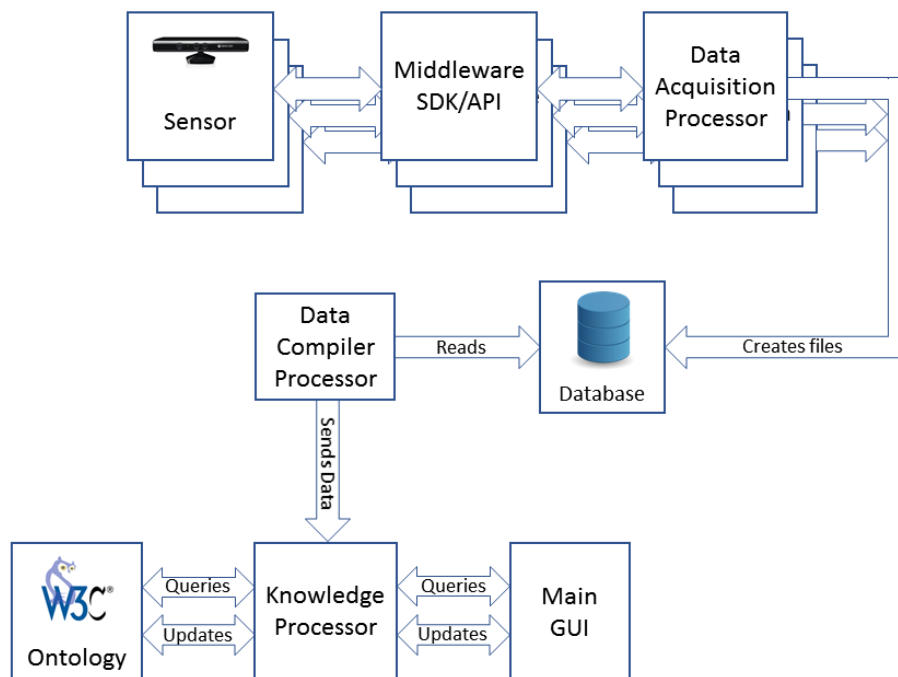 Sensor
Middleware
SDK/API
Data
Acquisition
Processor
Data
Compiler
Processor
Reads
Database
Creates files
Sends Data
W3C®
Ontology
Queries
Updates
Knowledge
Processor
Queries
Updates
Main
GUI